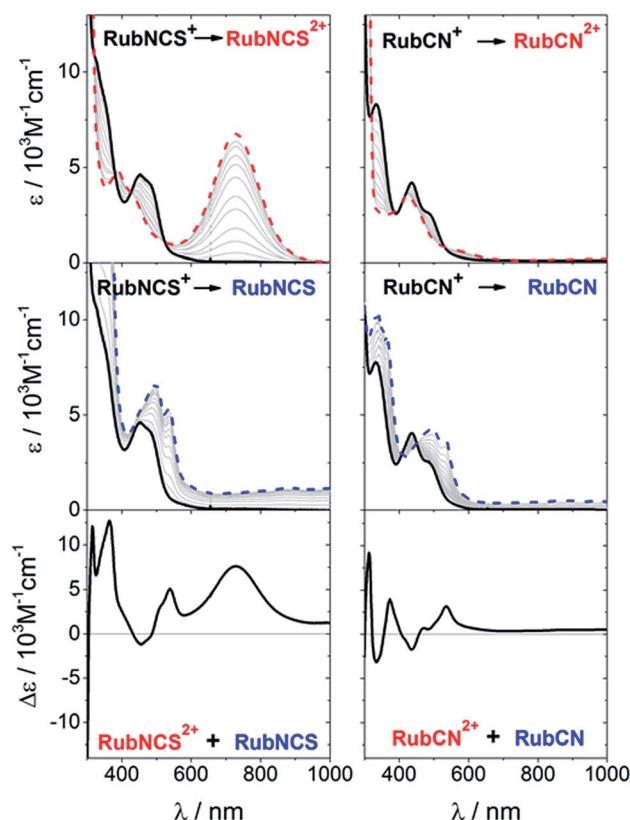 RubNCS⁺ → RubNCS²⁺
RubCN⁺ → RubCN²⁺
ε / 10³M⁻¹cm⁻¹
10
5
0
RubNCS⁺ → RubNCS
RubCN⁺ → RubCN
ε / 10³M⁻¹cm⁻¹
10
5
0
Δε / 10³M⁻¹cm⁻¹
10
5
0
-5
-10
RubNCS²⁺ + RubNCS
RubCN²⁺ + RubCN
400 600 800 1000
400 600 800 1000
λ / nm
λ / nm